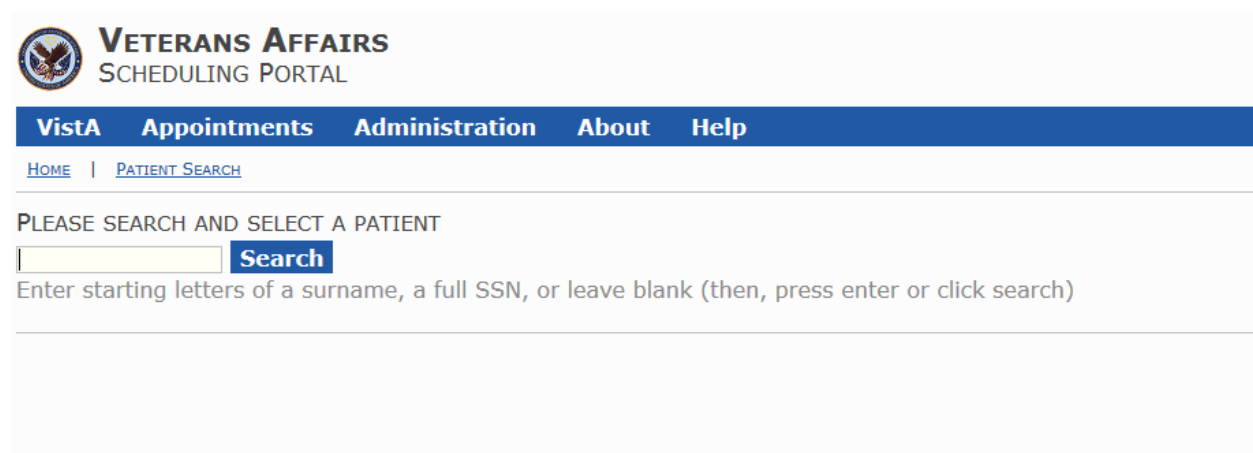 VETERANS AFFAIRS
SCHEDULING PORTAL
VistA Appointments Administration About Help
HOME | PATIENT SEARCH
PLEASE SEARCH AND SELECT A PATIENT
Search
Enter starting letters of a surname, a full SSN, or leave blank (then, press enter or click search)